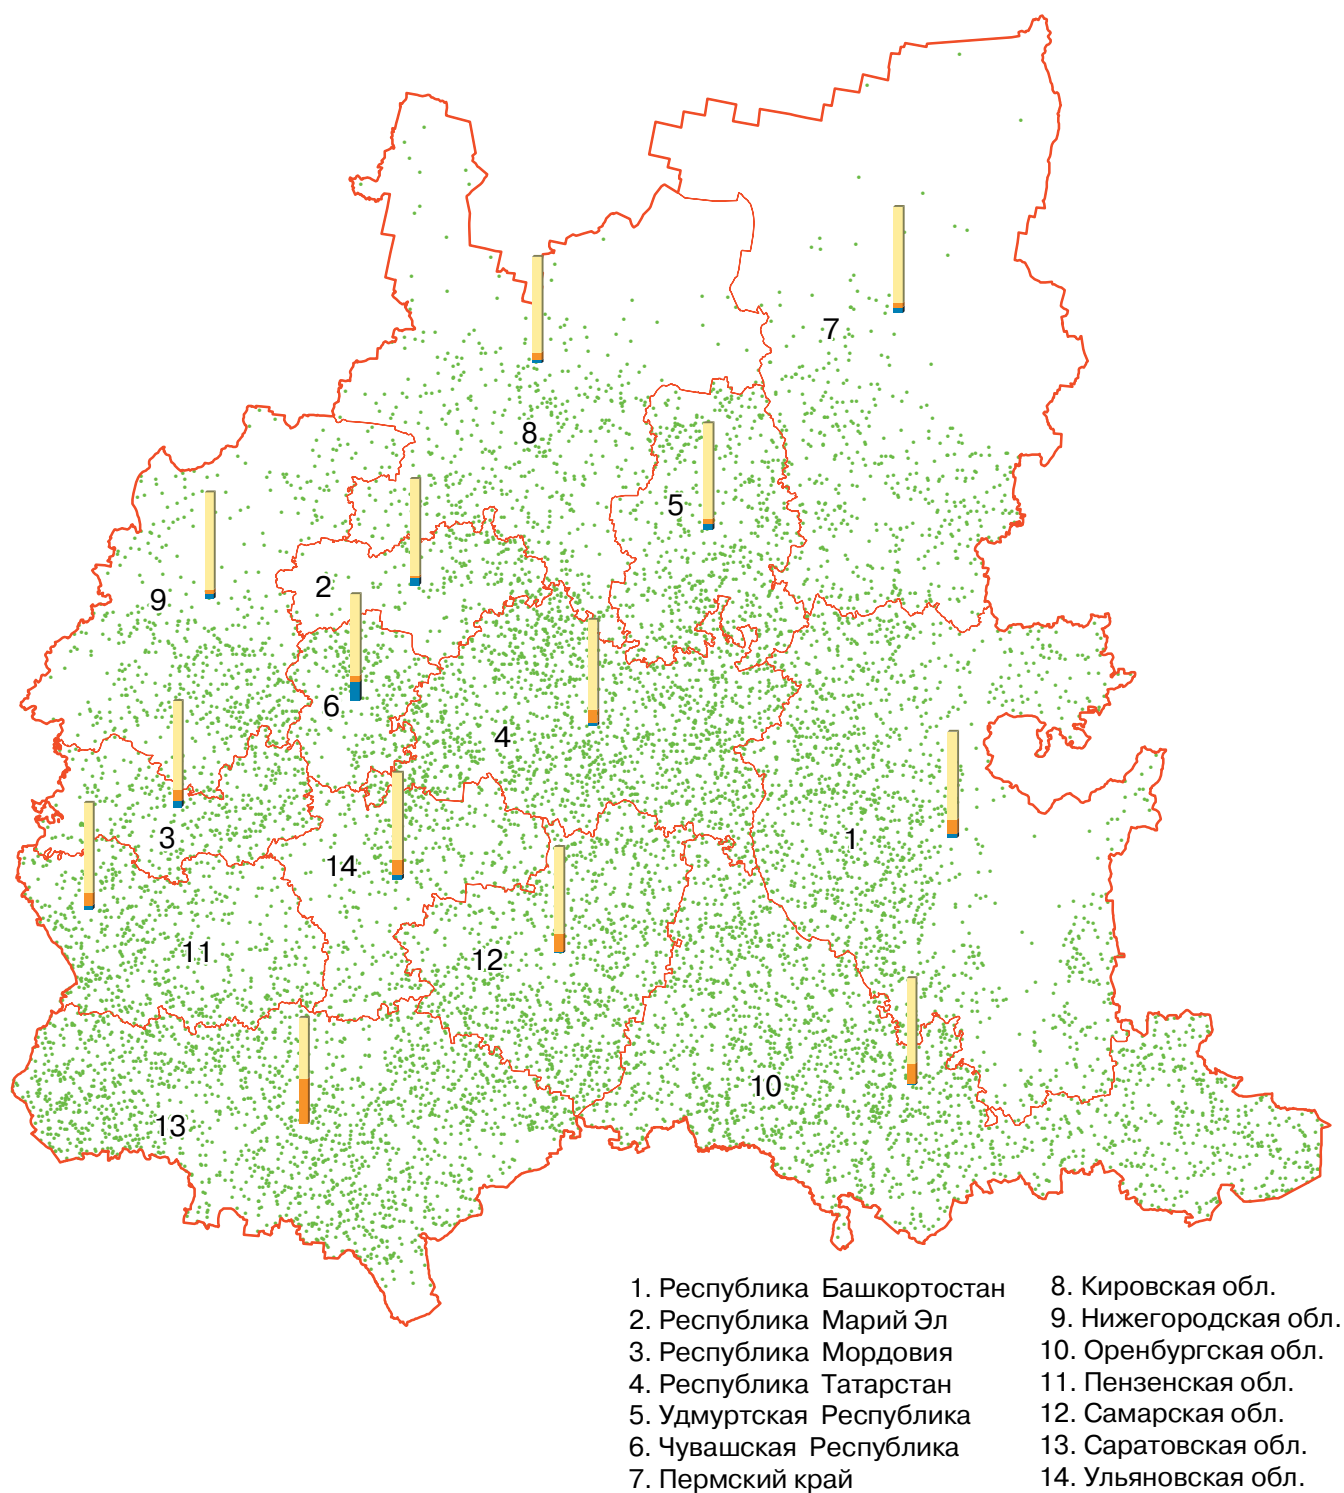 7
8
5
2
9
6
4
3
14
1
11
12
10
13
1. Республика Башкортостан
2. Республика Марий Эл
3. Республика Мордовия
4. Республика Татарстан
5. Удмуртская Республика
6. Чувашская Республика
7. Пермский край
8. Кировская обл.
9. Нижегородская обл.
10. Оренбургская обл.
11. Пензенская обл.
12. Самарская обл.
13. Саратовская обл.
14. Ульяновская обл.